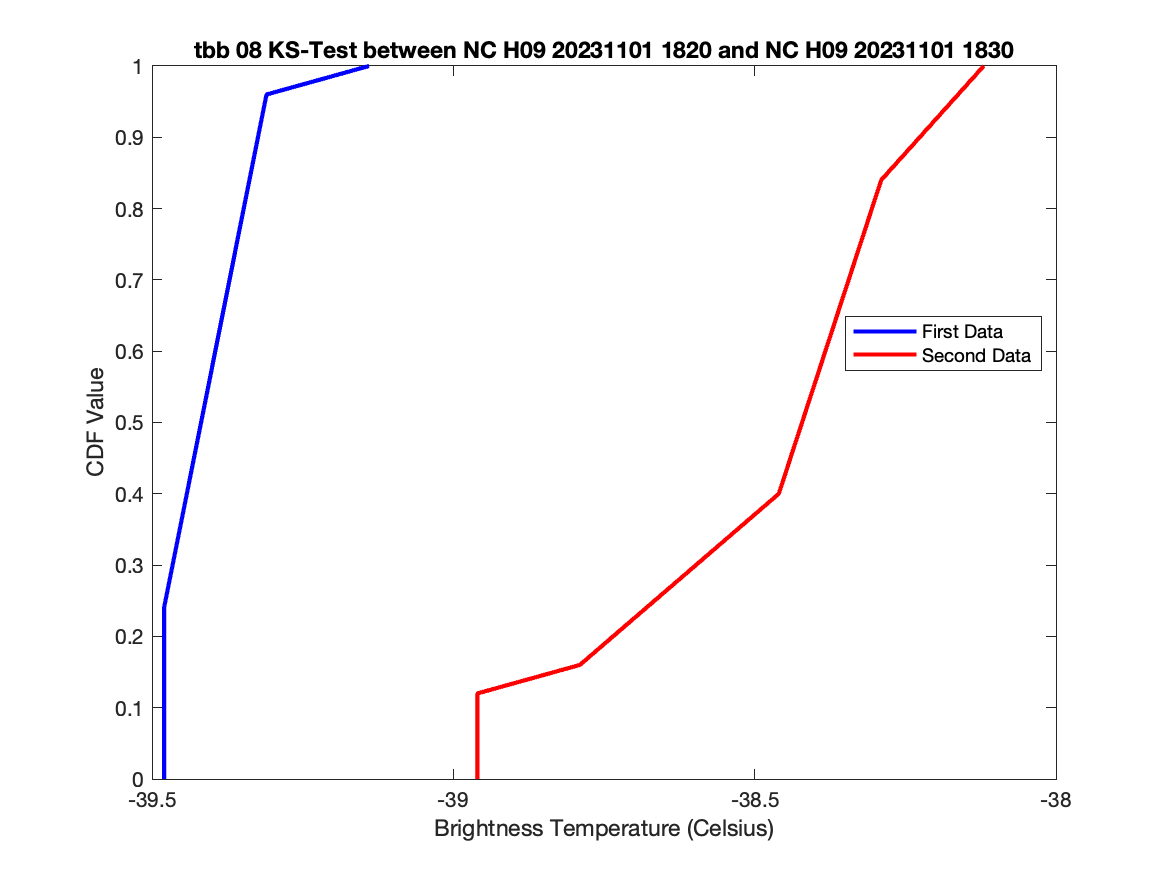 tbb 08 KS-Test between NC H09 20231101 1820 and NC H09 20231101 1830
1
0.9
0.8
0.7
0.6
0.5
0.4
0.3
0.2
0.1
0
CDF Value
First Data
Second Data
-39.5 -39 -38.5 -38
Brightness Temperature (Celsius)